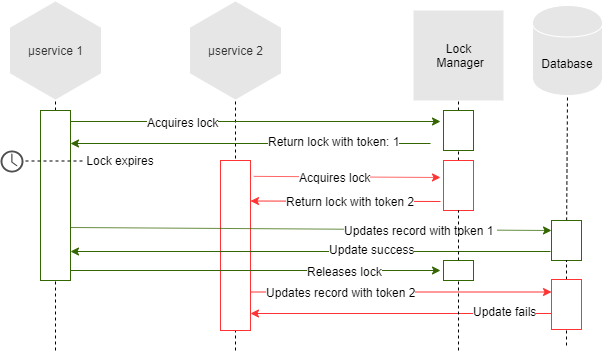 μservice 1
μservice 2
Lock
Manager
Database
Acquires lock
Return lock with token: 1
Lock expires
Acquires lock
Return lock with token 2
Updates record with token 1
Update success
Releases lock
Updates record with token 2
Update fails